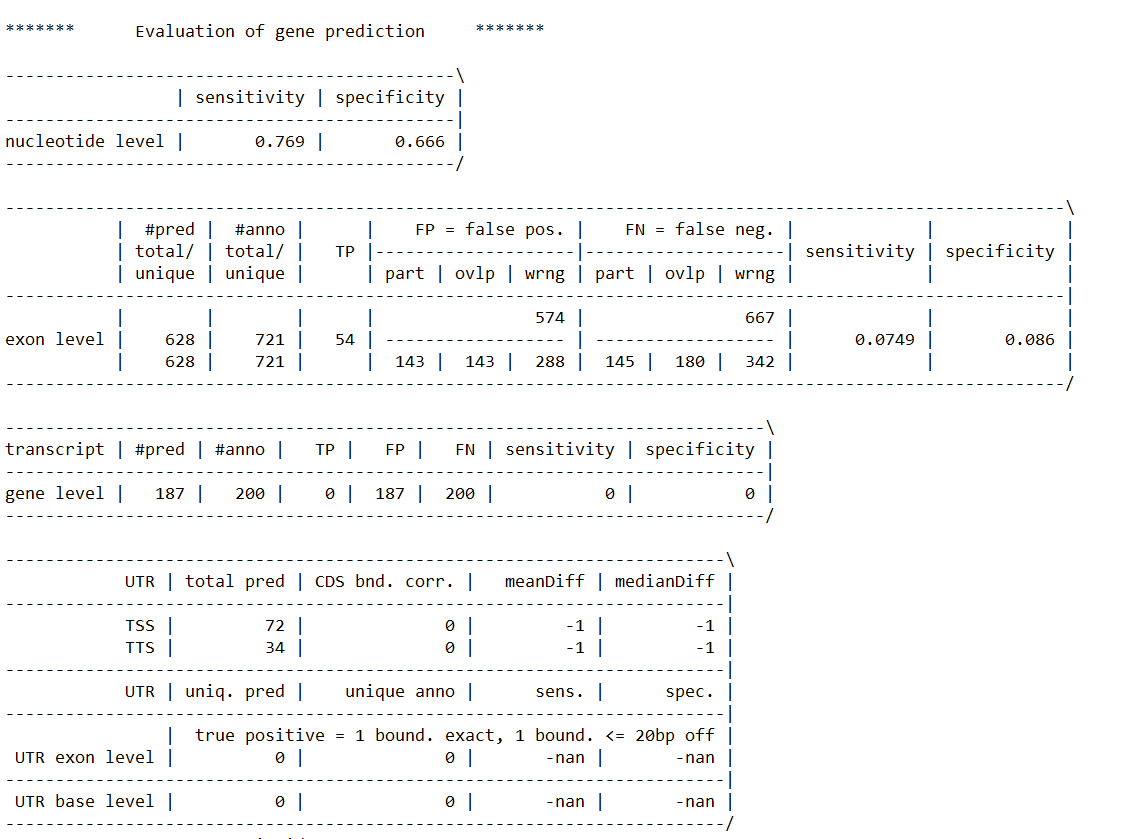 *******      Evaluation of gene prediction     *******
---------------------------------------------\
                 | sensitivity | specificity |
---------------------------------------------|
nucleotide level |       0.769 |       0.666 |
---------------------------------------------/
----------------------------------------------------------------------------------------------------------\
           |  #pred |  #anno |      |    FP = false pos. |    FN = false neg. |             |             |
           | total/ | total/ |   TP |--------------------|--------------------| sensitivity | specificity |
           | unique | unique |      | part | ovlp | wrng | part | ovlp | wrng |             |             |
----------------------------------------------------------------------------------------------------------|
           |        |        |      |                574 |                667 |             |             |
exon level |    628 |    721 |   54 | ------------------ | ------------------ |      0.0749 |       0.086 |
           |    628 |    721 |      |  143 |  143 |  288 |  145 |  180 |  342 |             |             |
----------------------------------------------------------------------------------------------------------/
----------------------------------------------------------------------------\
transcript | #pred | #anno |   TP |   FP |   FN | sensitivity | specificity |
----------------------------------------------------------------------------|
gene level |   187 |   200 |    0 |  187 |  200 |           0 |           0 |
----------------------------------------------------------------------------/
------------------------------------------------------------------------\
            UTR | total pred | CDS bnd. corr. |   meanDiff | medianDiff |
------------------------------------------------------------------------|
            TSS |         72 |              0 |         -1 |         -1 |
            TTS |         34 |              0 |         -1 |         -1 |
------------------------------------------------------------------------|
            UTR | uniq. pred |    unique anno |      sens. |      spec. |
------------------------------------------------------------------------|
                |  true positive = 1 bound. exact, 1 bound. <= 20bp off |
 UTR exon level |          0 |              0 |       -nan |       -nan |
------------------------------------------------------------------------|
 UTR base level |          0 |              0 |       -nan |       -nan |
------------------------------------------------------------------------/